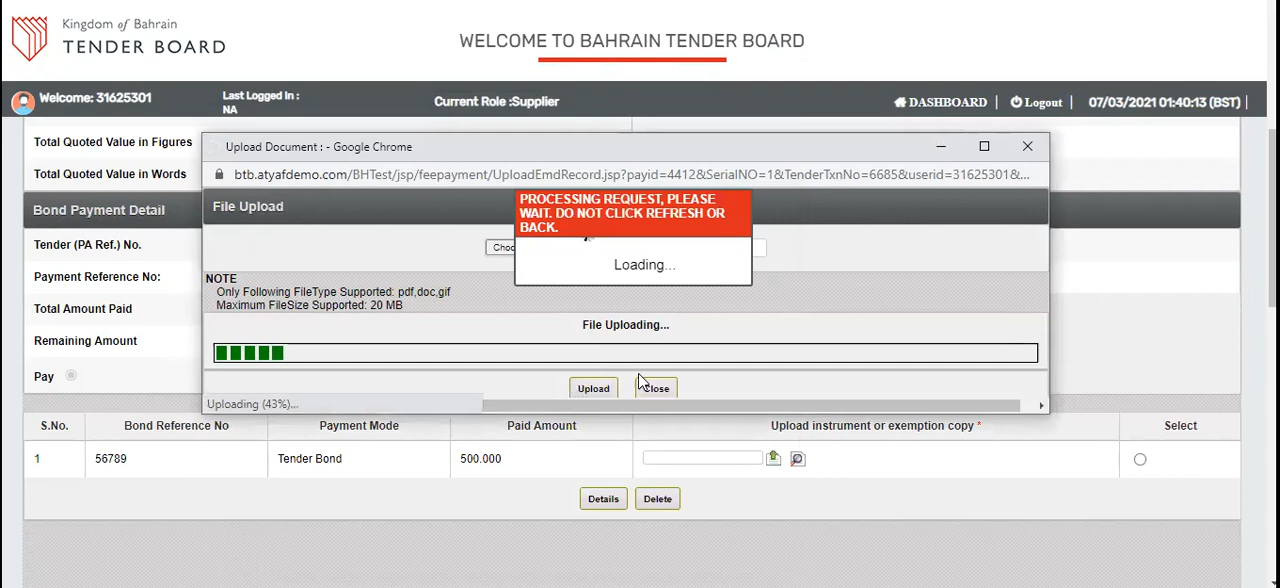 Kingdom of Bahrain
TENDER BOARD
WELCOME TO BAHRAIN TENDER BOARD
Welcome: 31625301
Last Logged In :
NA
Current Role :Supplier
DASHBOARD | Logout | 07/03/2021 01:40:13 (BST) |
Total Quoted Value in Figures
Total Quoted Value in Words
Bond Payment Detail
Tender (PA Ref.) No.
Payment Reference No:
Total Amount Paid
Remaining Amount
Pay
Upload Document : - Google Chrome
btb.atyafdemo.com/BHTest/jsp/feepayment/UploadEmdRecord.jsp?payid=4412&SerialNO=1&TenderTxnNo=6685&userid=31625301&...
File Upload
PROCESSING REQUEST, PLEASE
WAIT. DO NOT CLICK REFRESH OR
BACK.
Loading...
NOTE
Only Following FileType Supported: pdf,doc,gif
Maximum FileSize Supported: 20 MB
File Uploading...
Upload Close
Uploading (43%)...
S.No. Bond Reference No Payment Mode Paid Amount Upload instrument or exemption copy * Select
1 56789 Tender Bond 500.000
Details Delete